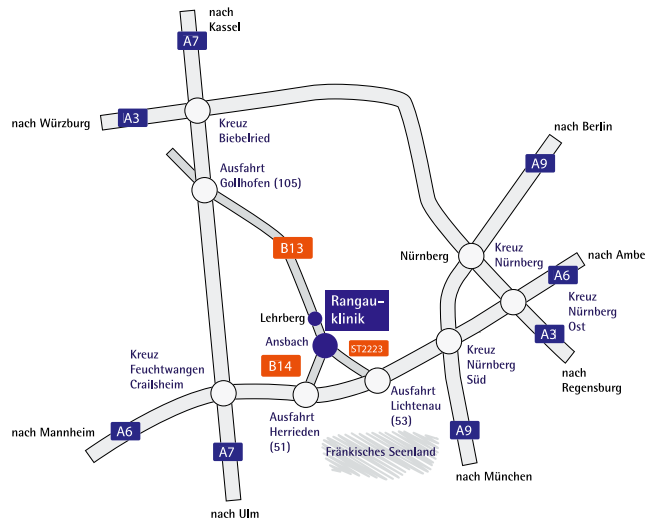 nach
Kassel
A7
nach Würzburg
A3
Kreuz
Biebelried
nach Berlin
A9
Ausfahrt
Gollhofen (105)
B13
Nürnberg
Kreuz
Nürnberg
nach Ambe
A6
Rangau-
klinik
Lehrberg
Ansbach
ST2223
B14
Kreuz
Nürnberg
Ost
A3
nach
Regensburg
Kreuz
Feuchtwangen
Crailsheim
Kreuz
Nürnberg
Süd
Ausfahrt
Lichtenau
(53)
Ausfahrt
Herrieden
(51)
nach Mannheim
A6
A7
Fränkisches Seenland
A9
nach München
nach Ulm